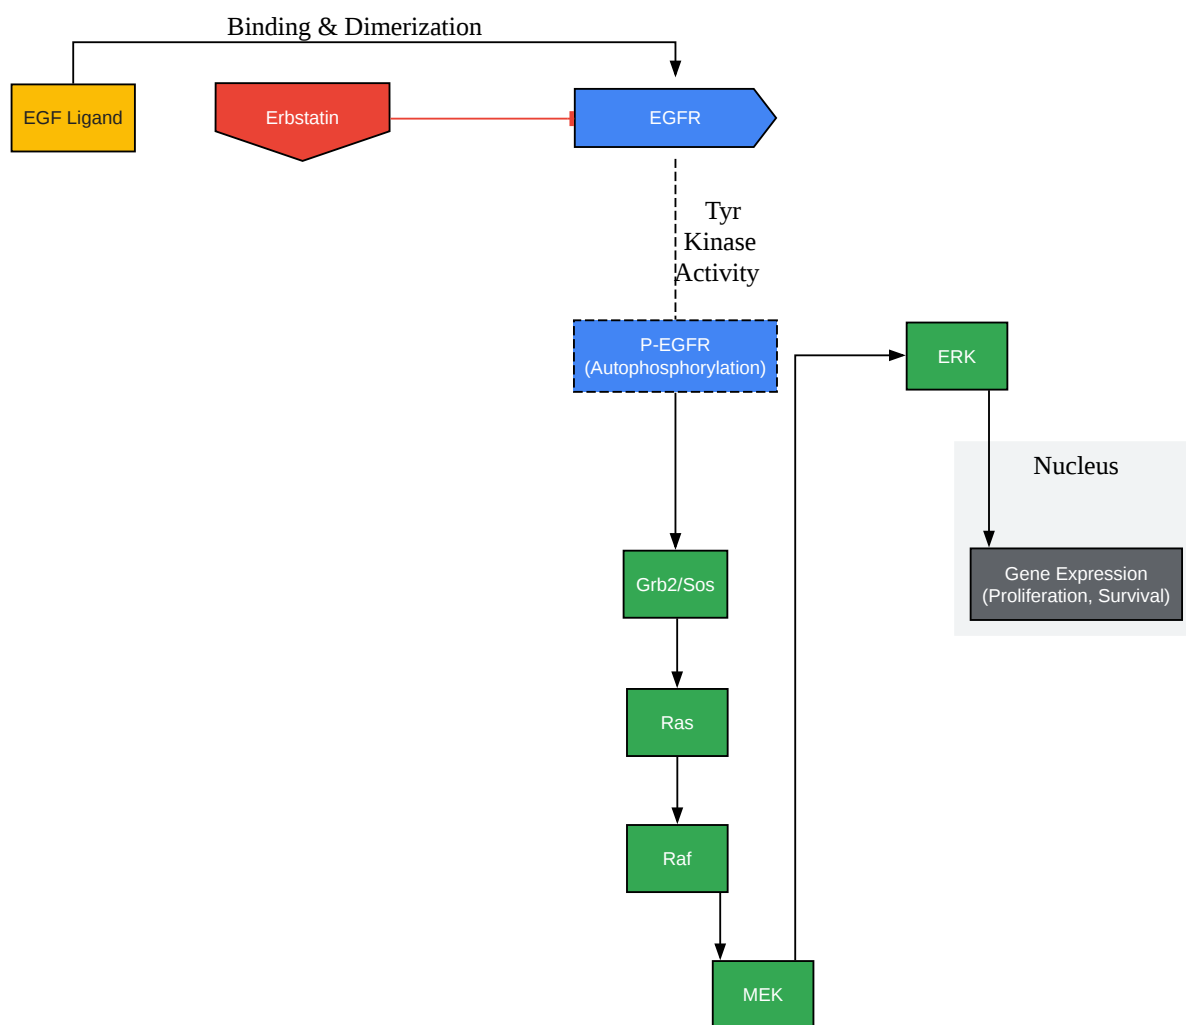 Binding & Dimerization
EGF Ligand
Erbstatin
EGFR
Tyr
Kinase
Activity
P-EGFR
(Autophosphorylation)
ERK
Nucleus
Gene Expression
(Proliferation, Survival)
Grb2/Sos
Ras
Raf
MEK